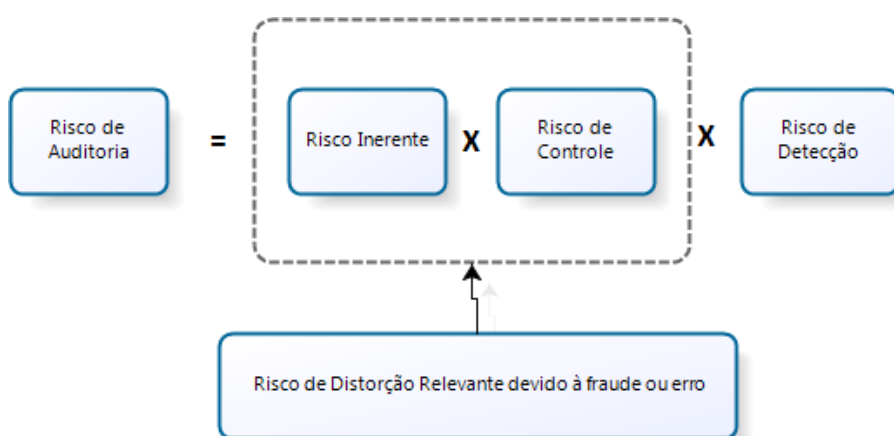 Risco de
Auditoria
=
Risco Inerente
X
Risco de
Controle
X
Risco de
Detecção
Risco de Distorção Relevante devido à fraude ou erro